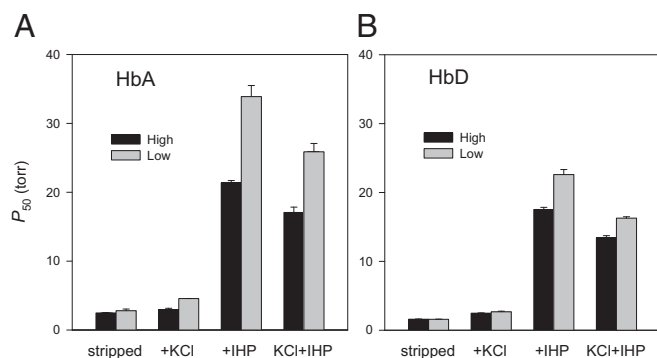 A
HbA
High
Low
P50 (torr)
40
30
20
10
0
stripped +KCl +IHP KCl+IHP
B
HbD
High
Low
40
30
20
10
0
stripped +KCl +IHP KCl+IHP